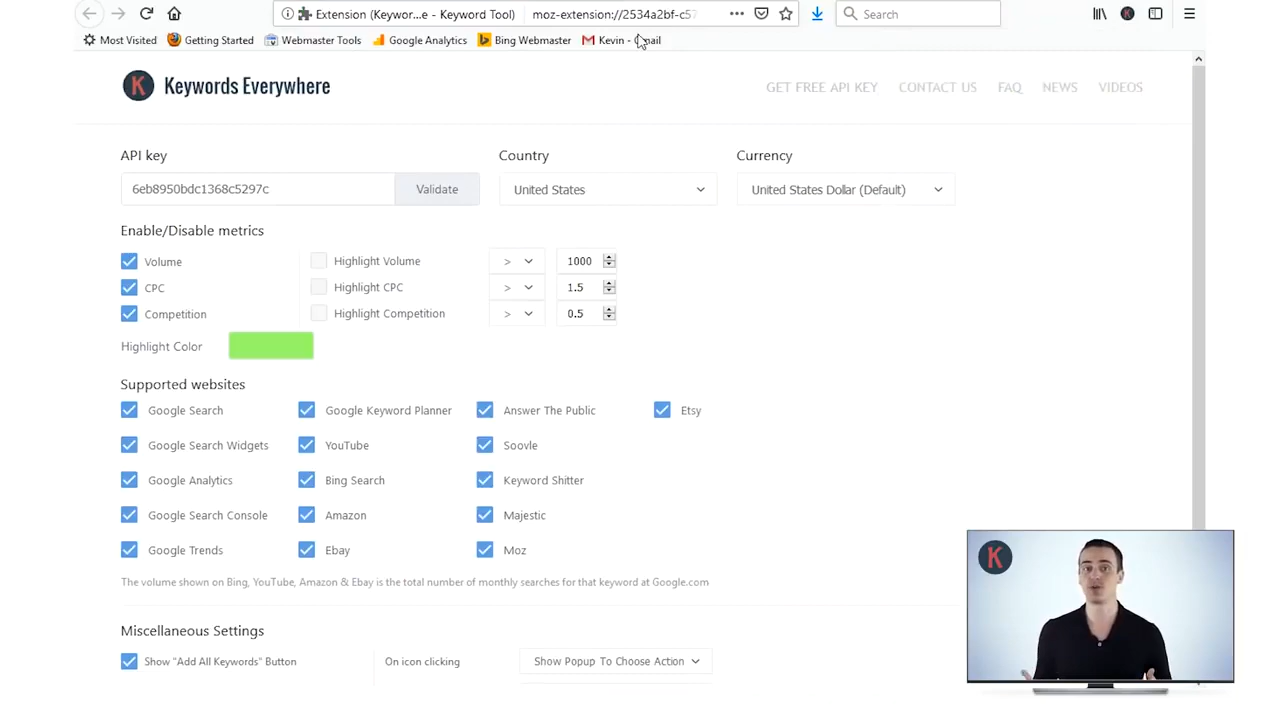 Extension (Keywor...e - Keyword Tool) moz-extension://2534a2bf-c57 Search
Most Visited Getting Started Webmaster Tools Google Analytics Bing Webmaster Kevin - Gmail
K Keywords Everywhere GET FREE API KEY CONTACT US FAQ NEWS VIDEOS
API key Country Currency
6eb8950bdc1368c5297c Validate United States United States Dollar (Default)
Enable/Disable metrics
Volume Highlight Volume > 1000
CPC Highlight CPC > 1.5
Competition Highlight Competition > 0.5
Highlight Color
Supported websites
Google Search Google Keyword Planner Answer The Public Etsy
Google Search Widgets YouTube Soovle
Google Analytics Bing Search Keyword Shitter
Google Search Console Amazon Majestic
Google Trends Ebay Moz
K
The volume shown on Bing, YouTube, Amazon & Ebay is the total number of monthly searches for that keyword at Google.com
Miscellaneous Settings
Show "Add All Keywords" Button On icon clicking Show Popup To Choose Action